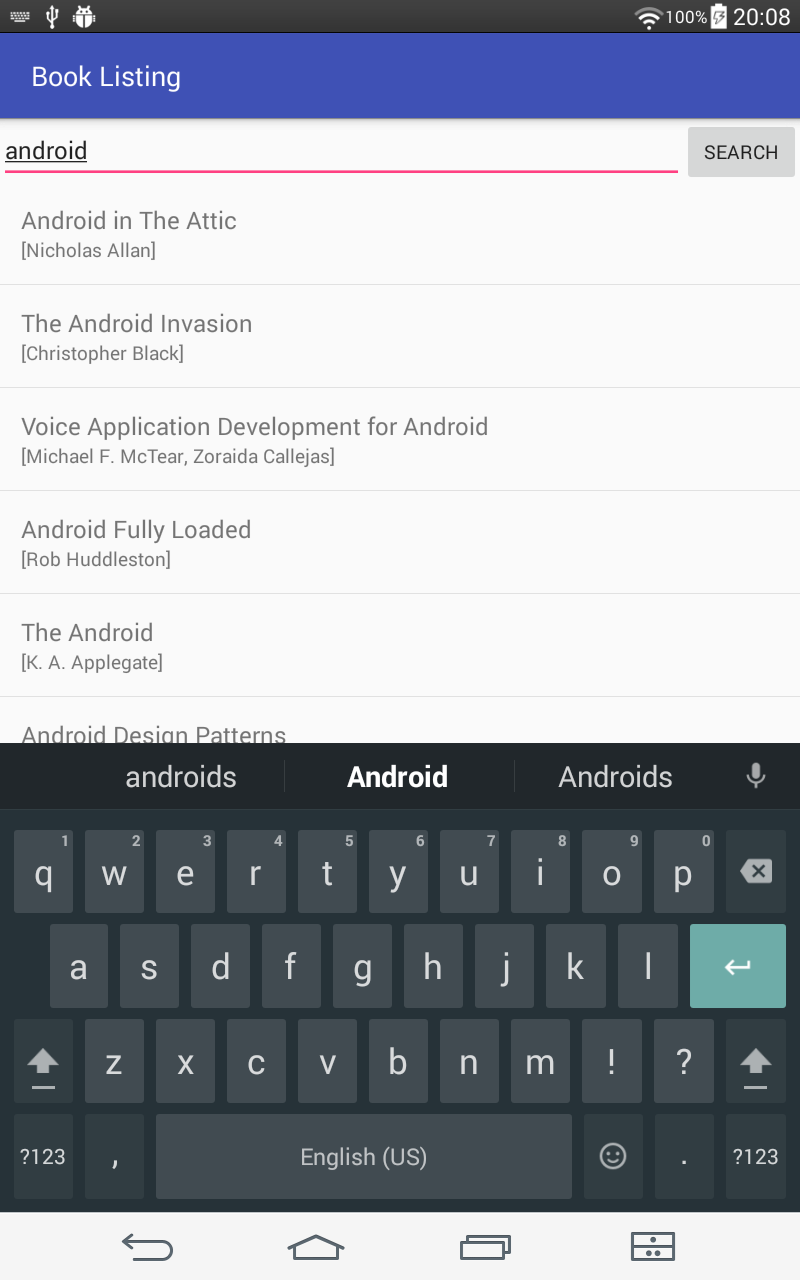 100% 20:08
Book Listing
android SEARCH
Android in The Attic
[Nicholas Allan]
The Android Invasion
[Christopher Black]
Voice Application Development for Android
[Michael F. McTear, Zoraida Callejas]
Android Fully Loaded
[Rob Huddleston]
The Android
[K. A. Applegate]
Android Design Patterns
androids Android Androids
1 2 3 4 5 6 7 8 9 0
q w e r t y u i o p
a s d f g h j k l
z x c v b n m ! ?
?123 , English (US) . ?123